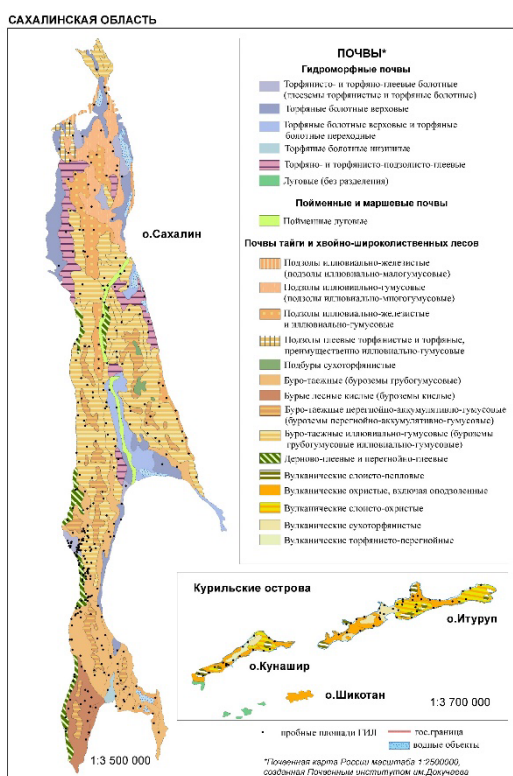 САХАЛИНСКАЯ ОБЛАСТЬ
ПОЧВЫ*
Гидроморфные почвы
Торфянисто- и торфяно-глеевые болотные
(глееземы торфянистые и торфяные болотные)
Торфяные болотные верховые
Торфяные болотные верховые и торфяные
болотные переходные
Торфяные болотные низинные
Торфяно- и торфянисто-подзолисто-глеевые
Луговые (без разделения)
Пойменные и маршевые почвы
Пойменные луговые
о.Сахалин
Почвы тайги и хвойно-широколиственных лесов
Подзолы иллювиально-железистые
(подзолы иллювиально-малогумусовые)
Подзолы иллювиально-гумусовые
(подзолы иллювиально-многогумусовые)
Подзолы иллювиально-железистые
и иллювиально-гумусовые
Подзолы глеевые торфянистые и торфяные,
преимущественно иллювиально-гумусовые
Подбуры сухоторфянистые
Буро-таежные (буроземы грубогумусовые)
Бурые лесные кислые (буроземы кислые)
Буро-таежные перегнойно-аккумулятивно-гумусовые
(буроземы перегнойно-аккумулятивно-гумусовые)
Буро-таежные иллювиально-гумусовые (буроземы
грубогумусовые иллювиально-гумусовые)
Дерново-глеевые и перегнойно-глеевые
Вулканические слоисто-пепловые
Вулканические охристые, включая оподзоленные
Вулканические слоисто-охристые
Вулканические сухоторфянистые
Вулканические торфянисто-перегнойные
Курильские острова
о.Итуруп
о.Кунашир
о.Шикотан
1:3 700 000
1:3 500 000
пробные площади ГИЛ
гос.граница
водные объекты
*Почвенная карта России масштаба 1:2500000,
созданная Почвенным институтом им.Докучаева